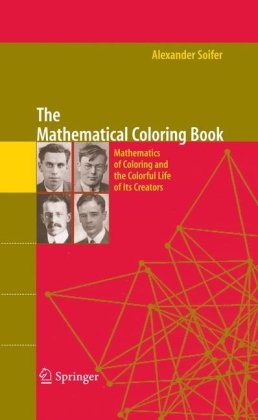 Alexander Soifer
The
Mathematical Coloring Book
Mathematics
of Coloring and
the Colorful Life
of Its Creators
Springer